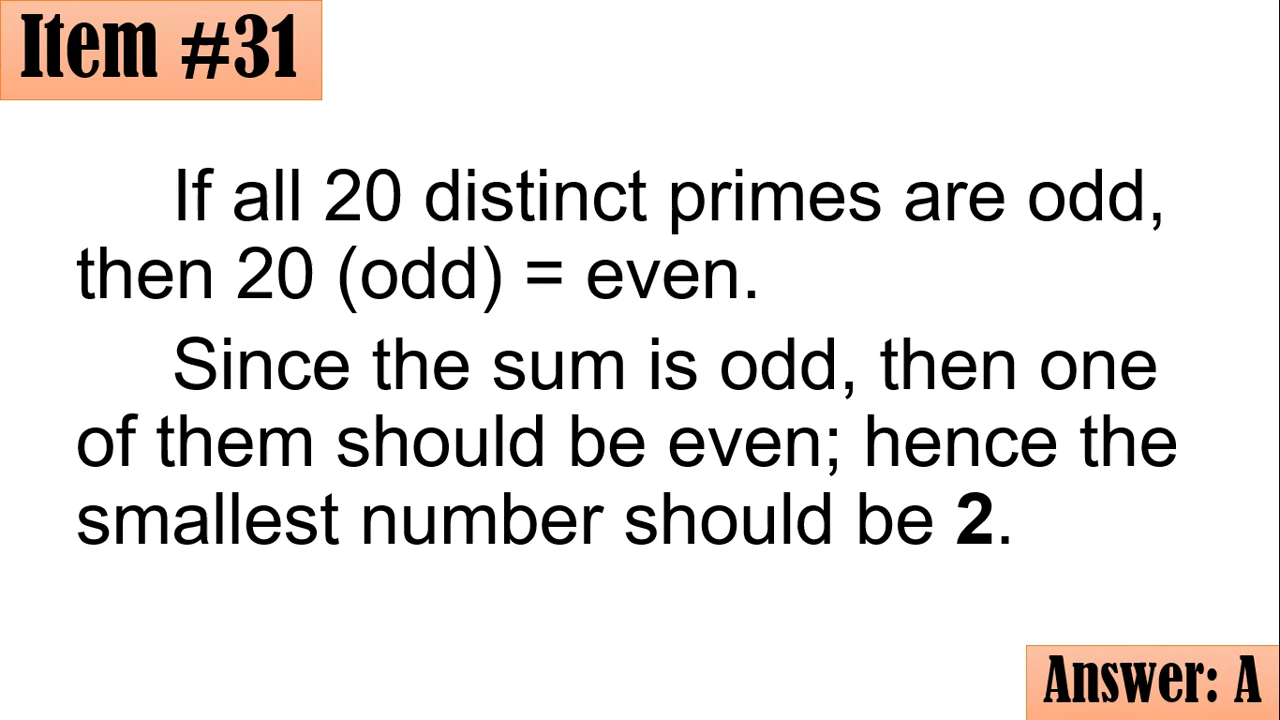 Item #31
If all 20 distinct primes are odd,
then 20 (odd) = even.
Since the sum is odd, then one
of them should be even; hence the
smallest number should be 2.
Answer: A